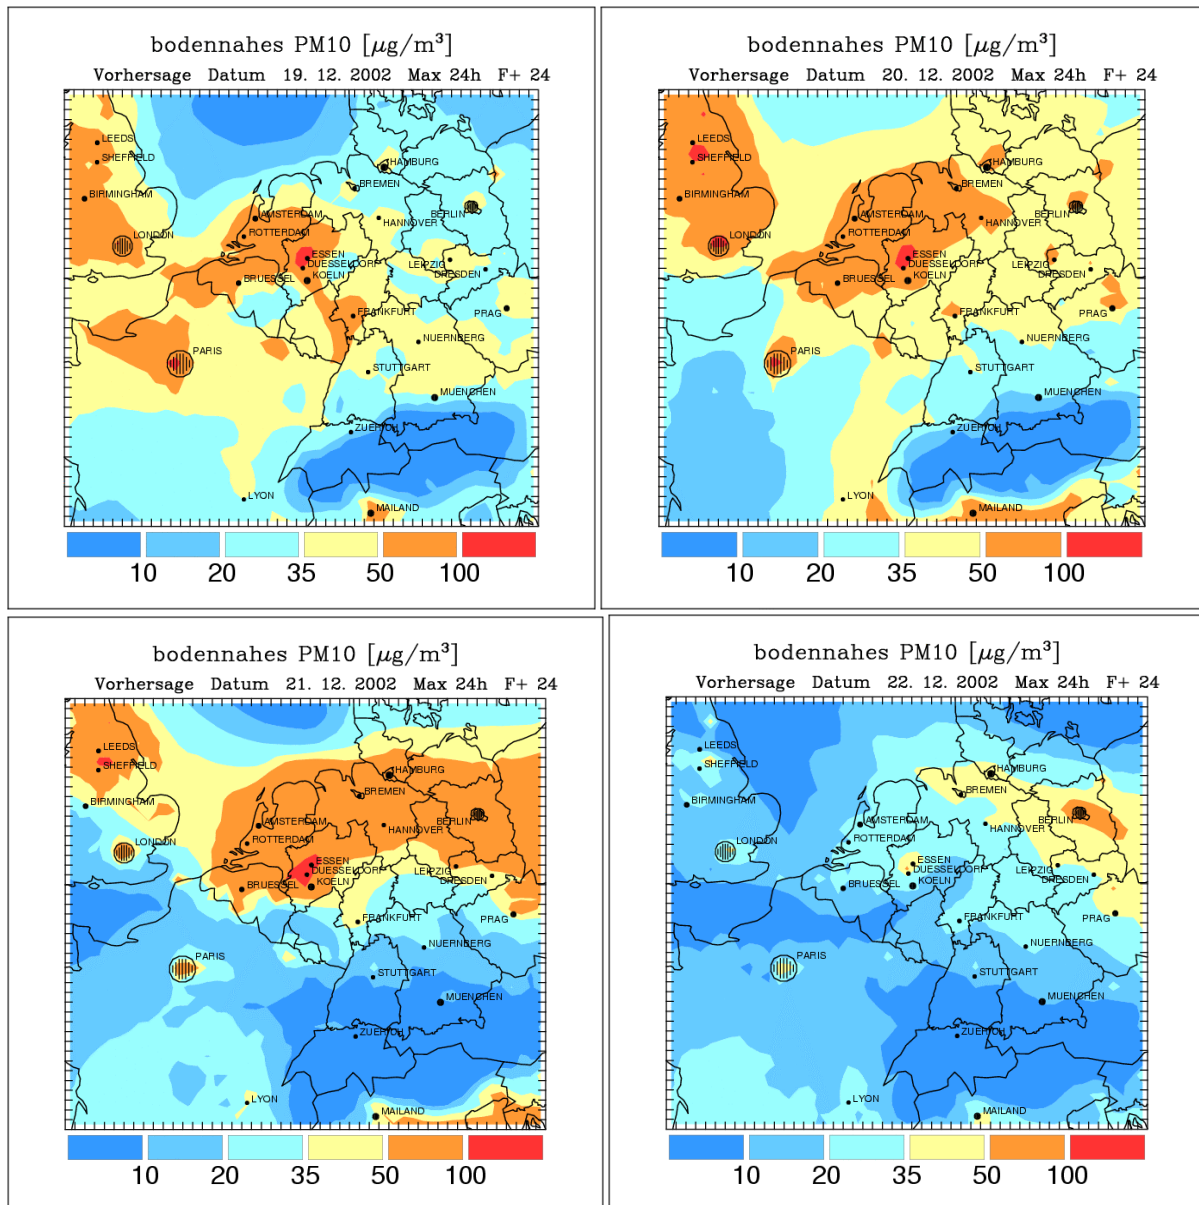 bodennahes PM10 [μg/m³]
Vorhersage Datum 19. 12. 2002 Max 24h F+ 24
LEEDS
SHEFFIELD
HAMBURG
BREMEN
BIRMINGHAM
BERLIN
AMSTERDAM
HANNOVER
ROTTERDAM
LONDON
ESSEN
DUESSELDORF
LEIPZIG
DRESDEN
KOELN
BRUESSEL
PRAG
FRANKFURT
NUERNBERG
PARIS
STUTTGART
MUENCHEN
ZUERICH
LYON
MAILAND
10 20 35 50 100
bodennahes PM10 [μg/m³]
Vorhersage Datum 20. 12. 2002 Max 24h F+ 24
LEEDS
SHEFFIELD
HAMBURG
BREMEN
BIRMINGHAM
BERLIN
AMSTERDAM
HANNOVER
ROTTERDAM
LONDON
ESSEN
DUESSELDORF
LEIPZIG
DRESDEN
KOELN
BRUESSEL
PRAG
FRANKFURT
NUERNBERG
PARIS
STUTTGART
MUENCHEN
ZUERICH
LYON
MAILAND
10 20 35 50 100
bodennahes PM10 [μg/m³]
Vorhersage Datum 21. 12. 2002 Max 24h F+ 24
LEEDS
SHEFFIELD
HAMBURG
BREMEN
BIRMINGHAM
BERLIN
AMSTERDAM
HANNOVER
ROTTERDAM
LONDON
ESSEN
DUESSELDORF
LEIPZIG
DRESDEN
KOELN
BRUESSEL
PRAG
FRANKFURT
NUERNBERG
PARIS
STUTTGART
MUENCHEN
ZUERICH
LYON
MAILAND
10 20 35 50 100
bodennahes PM10 [μg/m³]
Vorhersage Datum 22. 12. 2002 Max 24h F+ 24
LEEDS
SHEFFIELD
HAMBURG
BREMEN
BIRMINGHAM
BERLIN
AMSTERDAM
HANNOVER
ROTTERDAM
LONDON
ESSEN
DUESSELDORF
LEIPZIG
DRESDEN
KOELN
BRUESSEL
PRAG
FRANKFURT
NUERNBERG
PARIS
STUTTGART
MUENCHEN
ZUERICH
LYON
MAILAND
10 20 35 50 100